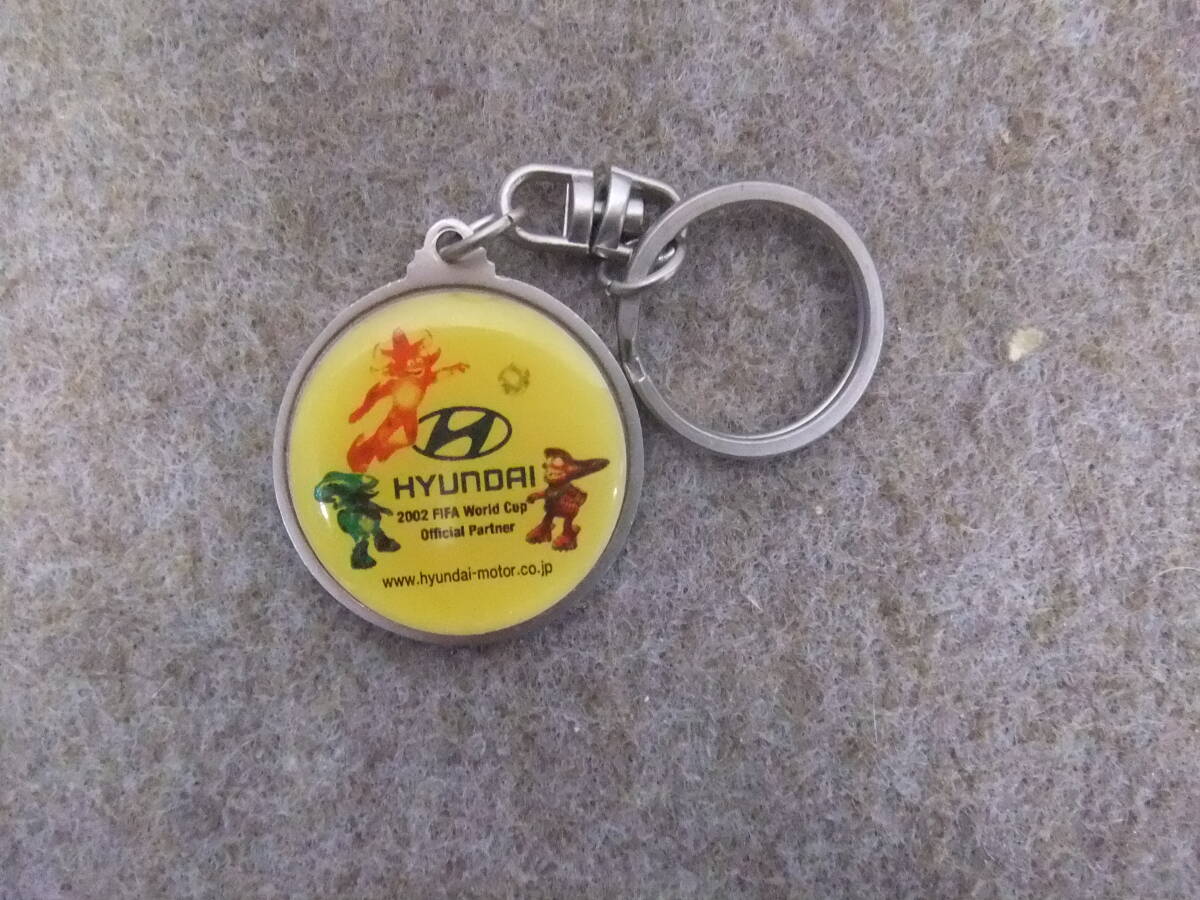 HYUNDAI
2002 FIFA World Cup
Official Partner
www.hyundai-motor.co.jp